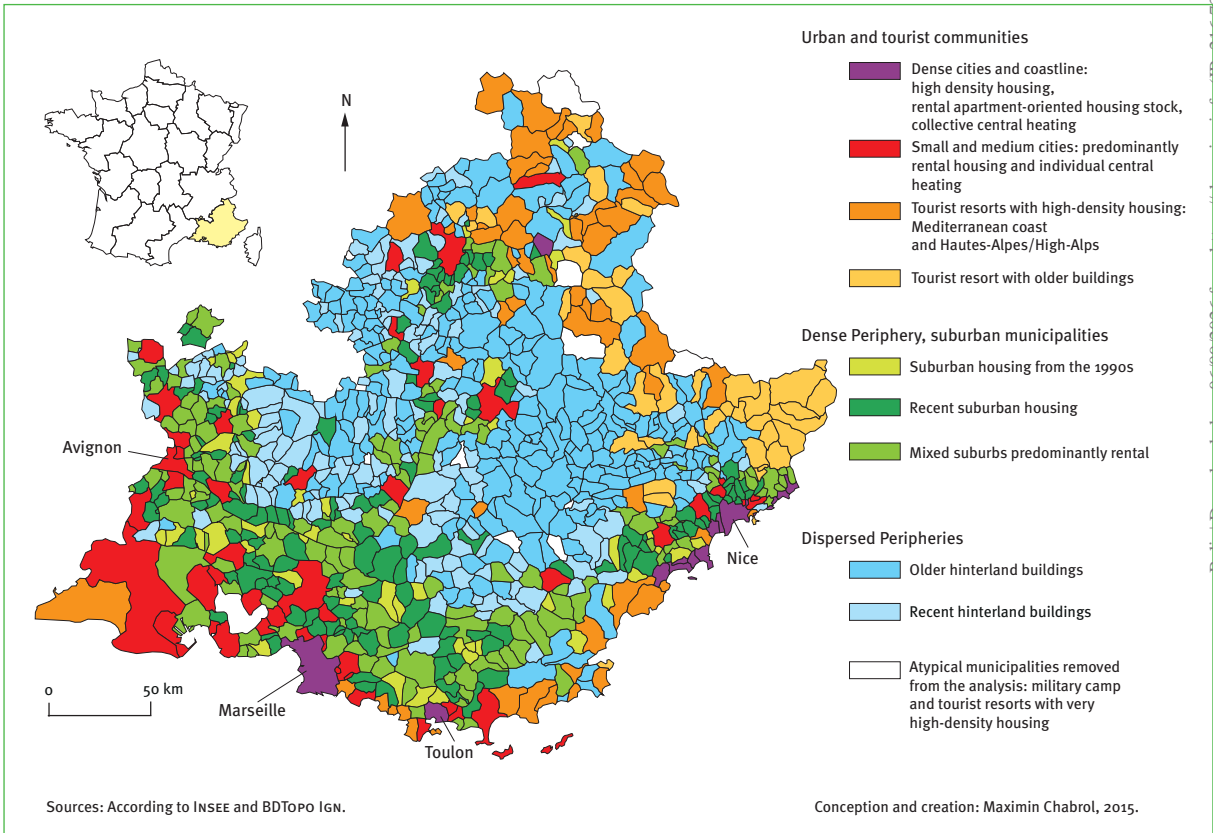 Urban and tourist communities
Dense cities and coastline:
high density housing,
rental apartment-oriented housing stock,
collective central heating
Small and medium cities: predominantly
rental housing and individual central
heating
Tourist resorts with high-density housing:
Mediterranean coast
and Hautes-Alpes/High-Alps
Tourist resort with older buildings
Dense Periphery, suburban municipalities
Suburban housing from the 1990s
Recent suburban housing
Mixed suburbs predominantly rental
Dispersed Peripheries
Older hinterland buildings
Recent hinterland buildings
Atypical municipalities removed
from the analysis: military camp
and tourist resorts with very
high-density housing
N
Avignon
Nice
Marseille
Toulon
0 50 km
Sources: According to INSEE and BDTOPO IGN.
Conception and creation: Maximin Chabrol, 2015.